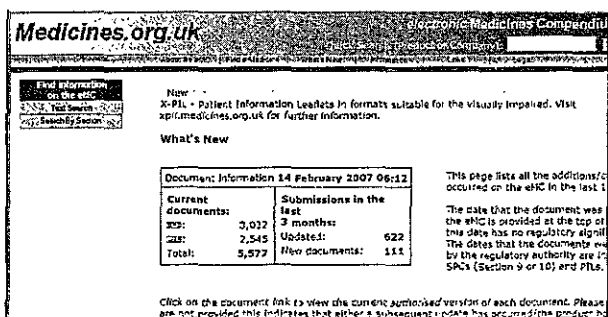 Medicines.org.uk
electronic Medicines Compendiu
Find information
on the eMC
Text Search
Search By Section
New
X-PIL - Patient Information Leaflets in formats suitable for the visually impaired. Visit
xpil.medicines.org.uk for further information.
What's New
Document Information 14 February 2007 06:12
Current
documents:
3,032
2,545
Total: 5,577
Submissions in the
last
3 months:
Updated: 622
New documents: 111
This page lists all the additions/c
occurred on the eMC in the last 1
The date that the document was
the eMC is provided at the top of
this date has no regulatory signifi
The dates that the documents we
by the regulatory authority are in
SPCs (Section 9 or 10) and PILs.
Click on the document link to view the current authorised version of each document. Please
are not provided this indicates that either a subsequent update has occurred/the product ha